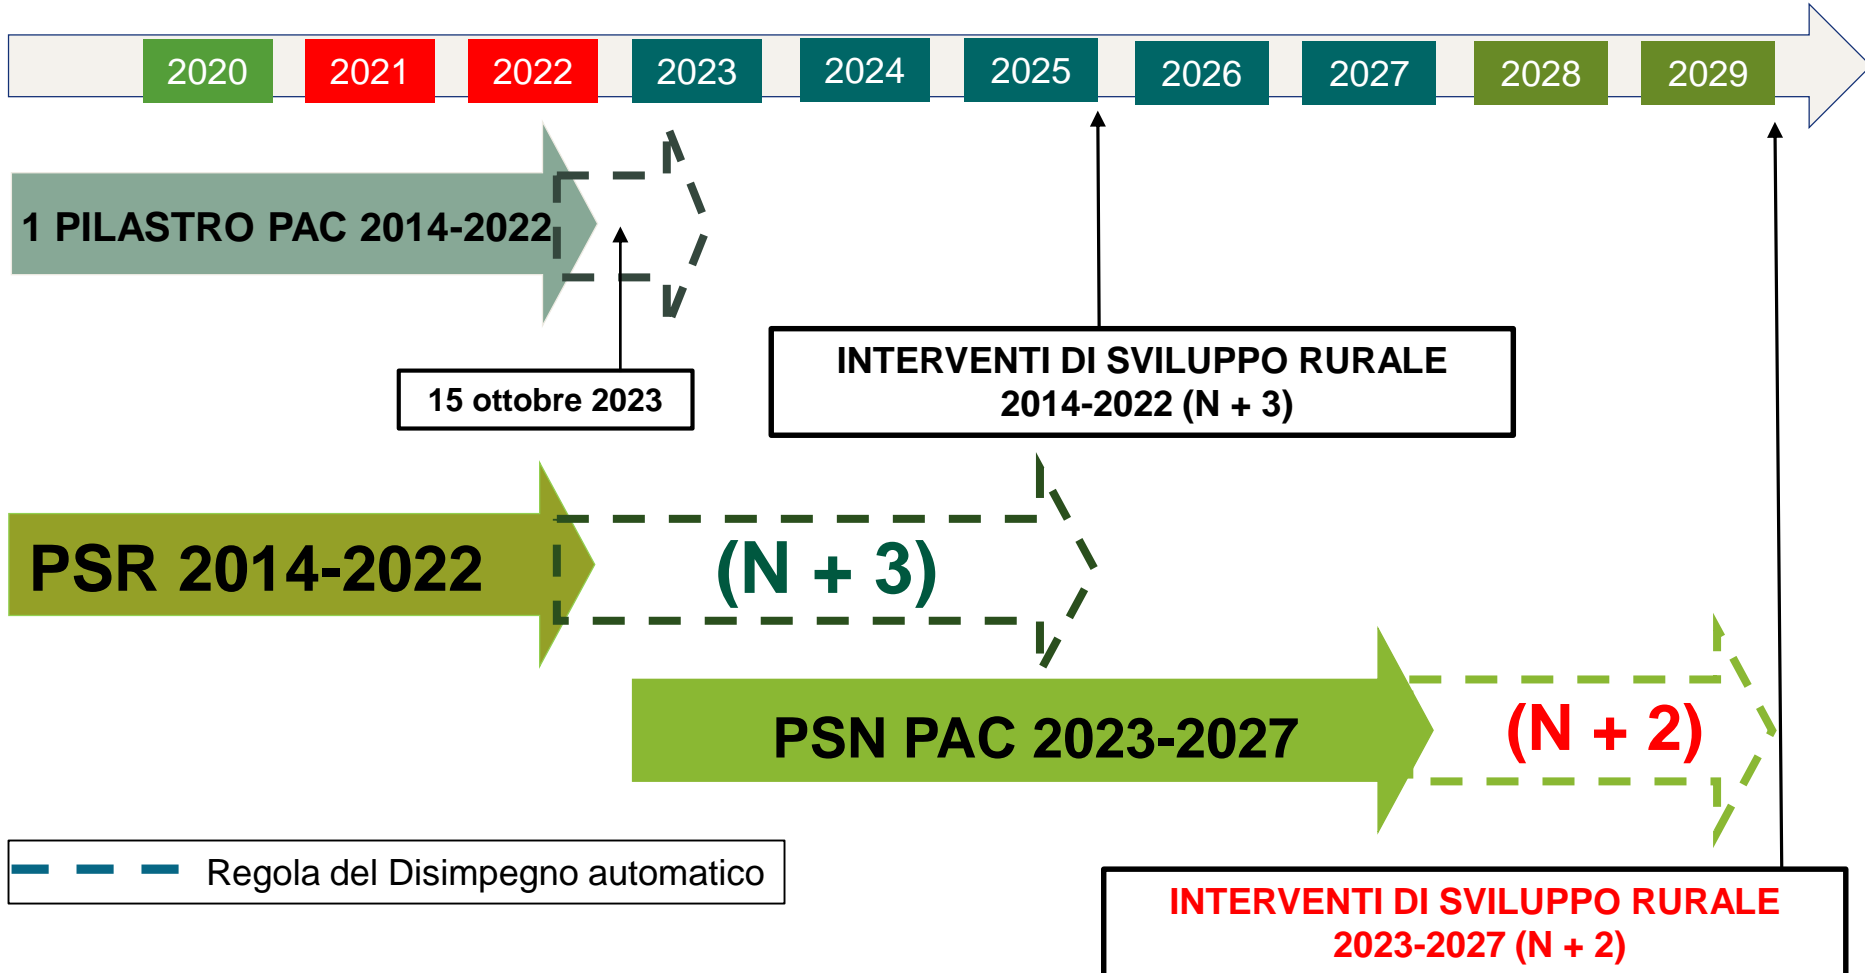 2020 2021 2022 2023 2024 2025 2026 2027 2028 2029
1 PILASTRO PAC 2014-2022
15 ottobre 2023
INTERVENTI DI SVILUPPO RURALE
2014-2022 (N + 3)
PSR 2014-2022
(N + 3)
PSN PAC 2023-2027
(N + 2)
Regola del Disimpegno automatico
INTERVENTI DI SVILUPPO RURALE
2023-2027 (N + 2)